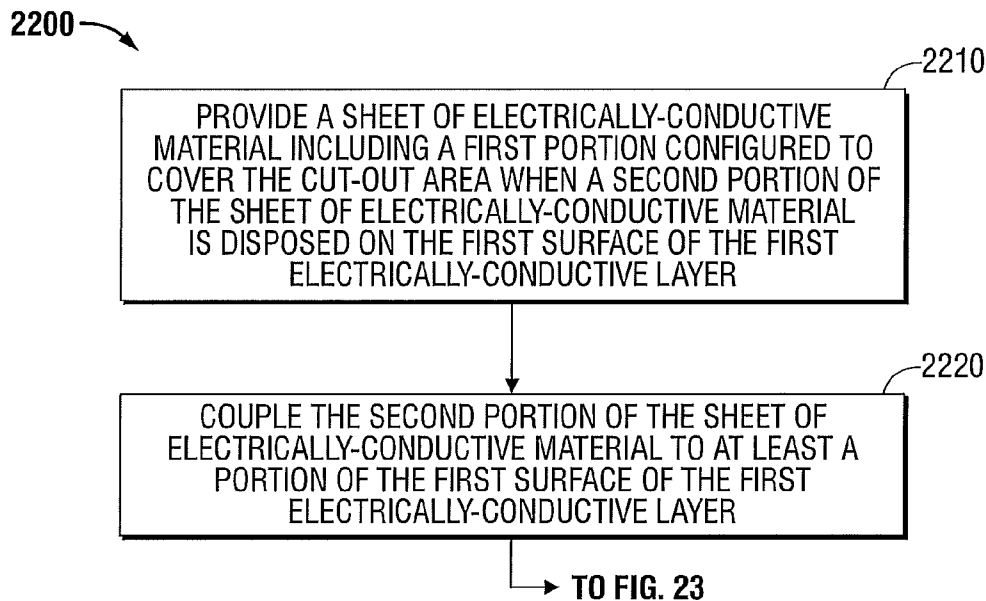 2200
2210
PROVIDE A SHEET OF ELECTRICALLY-CONDUCTIVE
MATERIAL INCLUDING A FIRST PORTION CONFIGURED TO
COVER THE CUT-OUT AREA WHEN A SECOND PORTION OF
THE SHEET OF ELECTRICALLY-CONDUCTIVE MATERIAL
IS DISPOSED ON THE FIRST SURFACE OF THE FIRST
ELECTRICALLY-CONDUCTIVE LAYER
2220
COUPLE THE SECOND PORTION OF THE SHEET OF
ELECTRICALLY-CONDUCTIVE MATERIAL TO AT LEAST A
PORTION OF THE FIRST SURFACE OF THE FIRST
ELECTRICALLY-CONDUCTIVE LAYER
TO FIG. 23